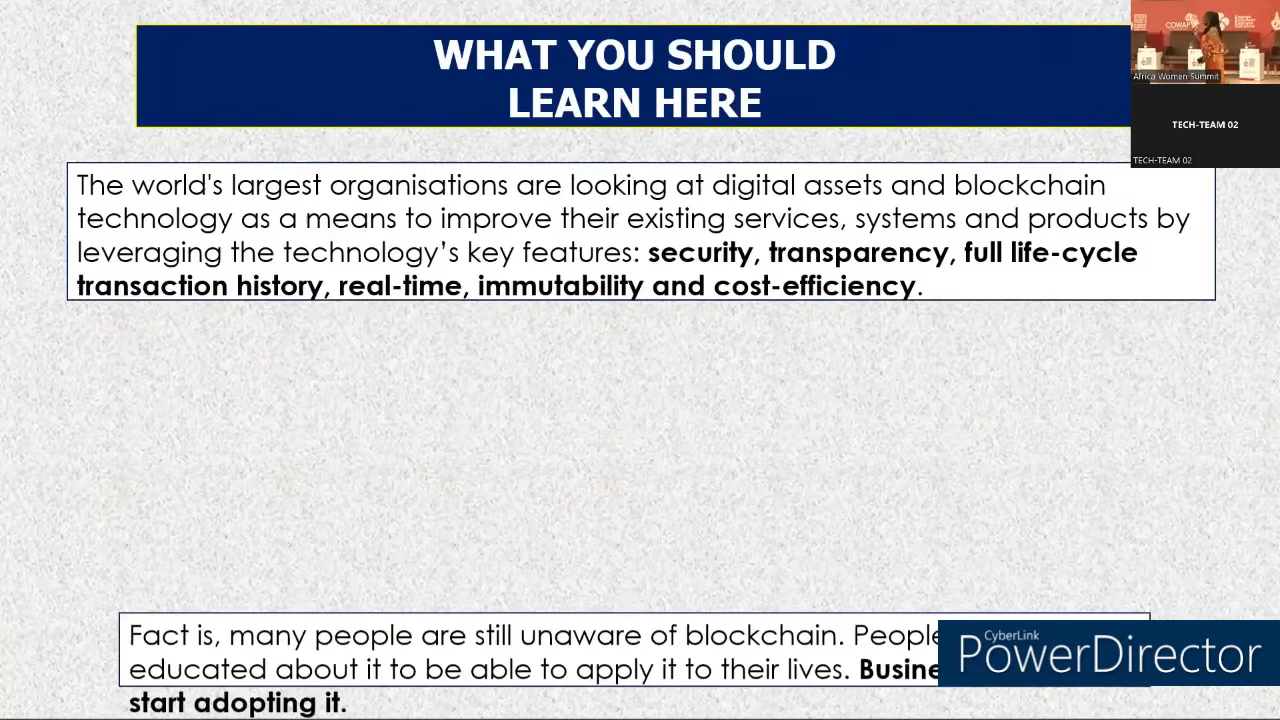 WHAT YOU SHOULD
LEARN HERE
COWAP
Africa Women Summit
TECH-TEAM 02
TECH-TEAM 02
The world's largest organisations are looking at digital assets and blockchain
technology as a means to improve their existing services, systems and products by
leveraging the technology’s key features: security, transparency, full life-cycle
transaction history, real-time, immutability and cost-efficiency.
Fact is, many people are still unaware of blockchain. People
educated about it to be able to apply it to their lives.
start adopting it.
CyberLink
PowerDirector